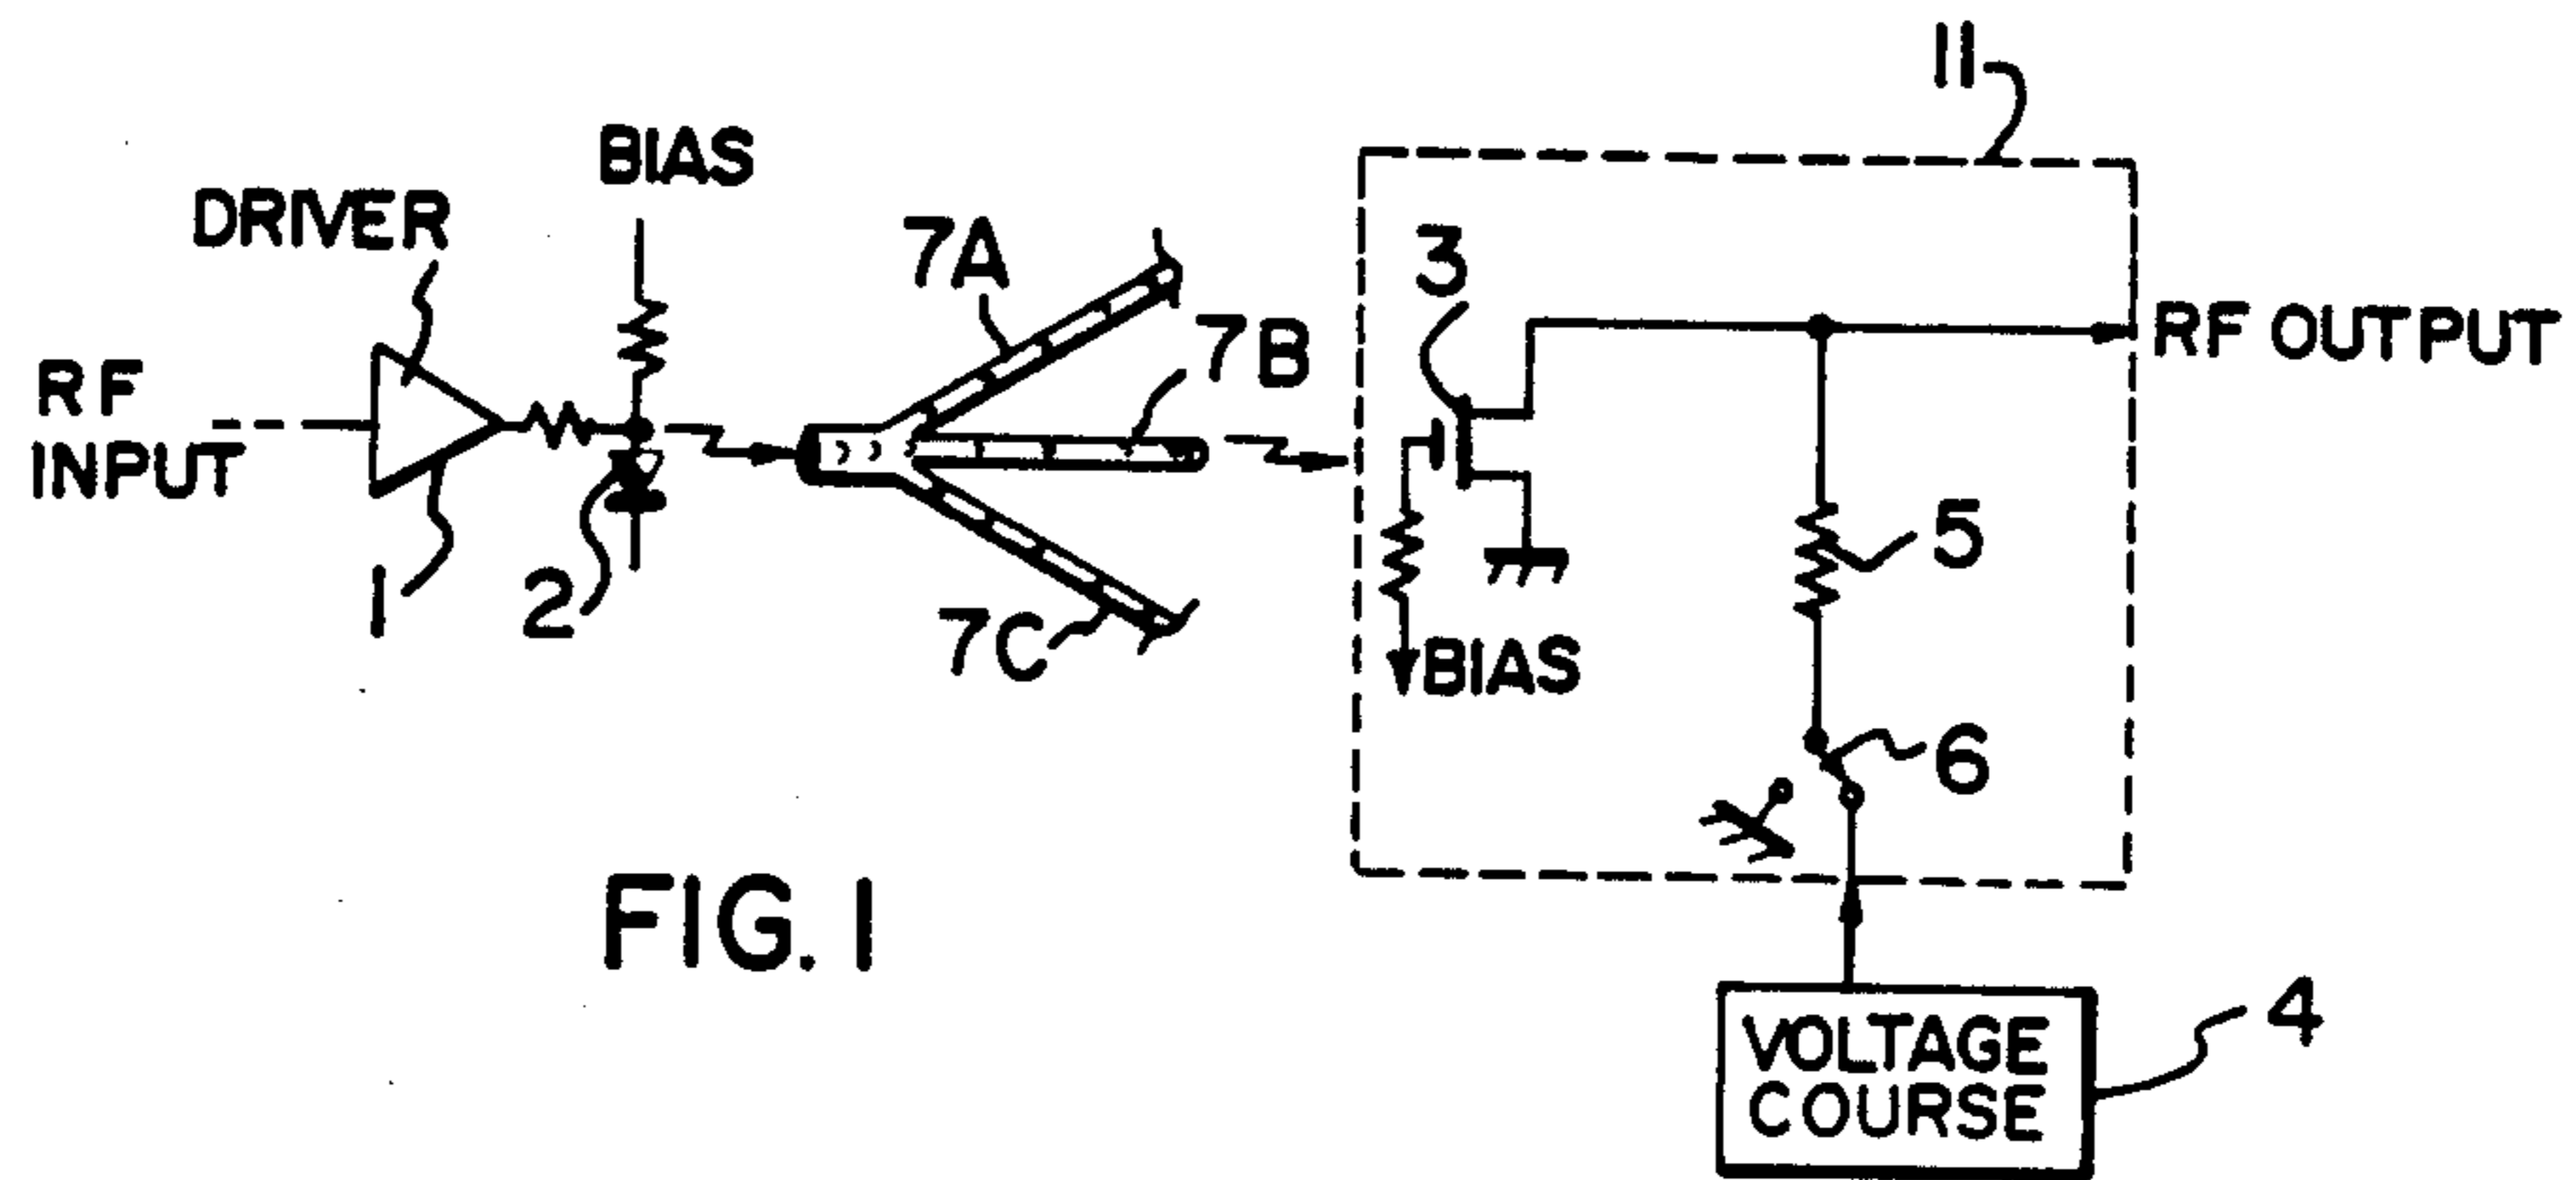 11
BIAS
DRIVER
7A
3
7B
RF OUTPUT
RF
INPUT
5
1
2
7C
BIAS
6
FIG. 1
4
VOLTAGE
COURSE